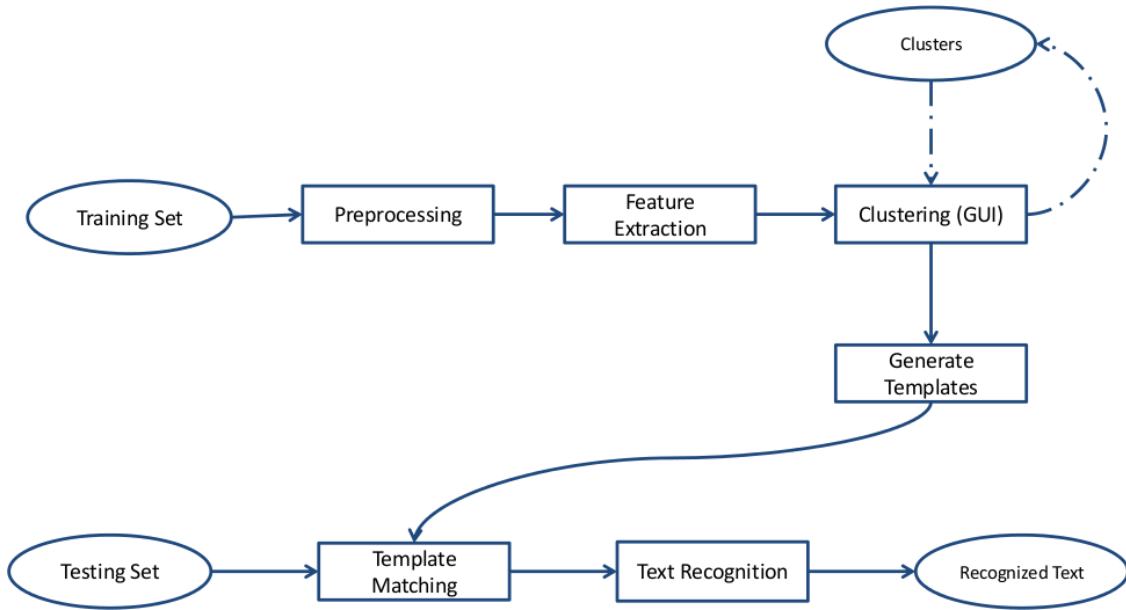 Clusters
Training Set
Preprocessing
Feature
Extraction
Clustering (GUI)
Generate
Templates
Testing Set
Template
Matching
Text Recognition
Recognized Text